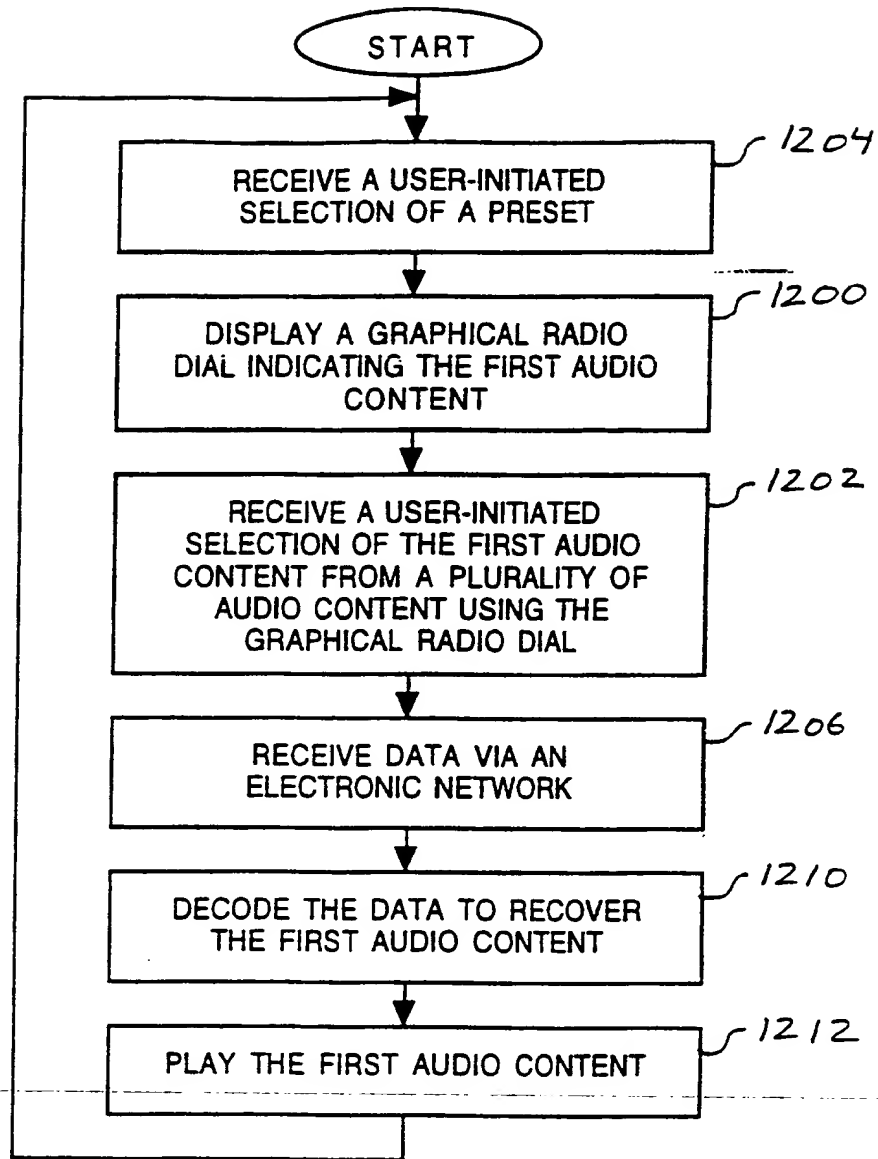 START
1204
RECEIVE A USER-INITIATED
SELECTION OF A PRESET
1200
DISPLAY A GRAPHICAL RADIO
DIAL INDICATING THE FIRST AUDIO
CONTENT
1202
RECEIVE A USER-INITIATED
SELECTION OF THE FIRST AUDIO
CONTENT FROM A PLURALITY OF
AUDIO CONTENT USING THE
GRAPHICAL RADIO DIAL
1206
RECEIVE DATA VIA AN
ELECTRONIC NETWORK
1210
DECODE THE DATA TO RECOVER
THE FIRST AUDIO CONTENT
1212
PLAY THE FIRST AUDIO CONTENT